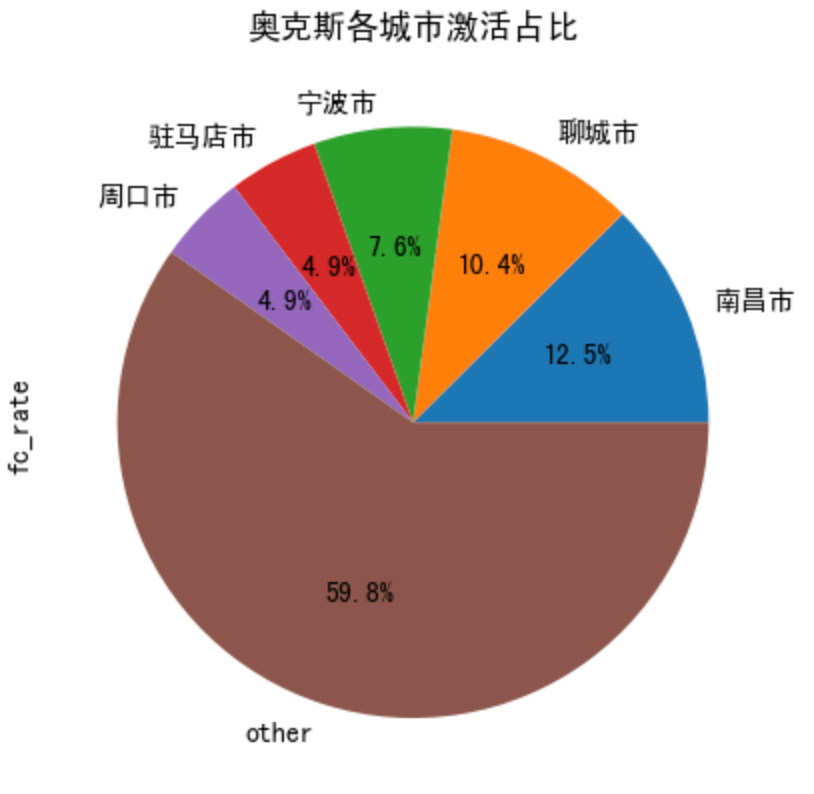 奥克斯各城市激活占比
宁波市
驻马店市
聊城市
周口市
7.6%
10.4%
4.9%
4.9%
南昌市
12.5%
fc_rate
59.8%
other